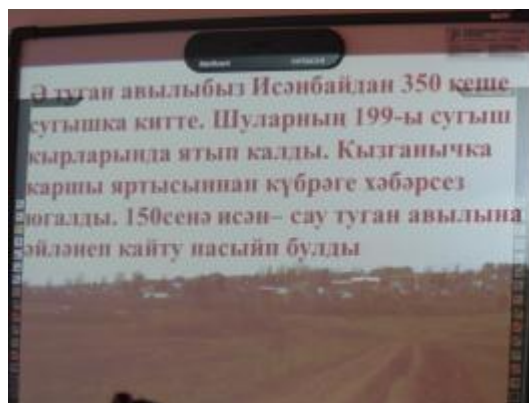 Ə туган авылыбыз Исәнбайдан 350 кеше
сугышка китте. Шуларның 199-ы сугыш
кырларында ятып калды. Кызганычка
каршы яртысыннан күбрәге хәбәрсез
югалды. 150сенә исән– сау туган авылына
әйләнеп кайту насыйп булды